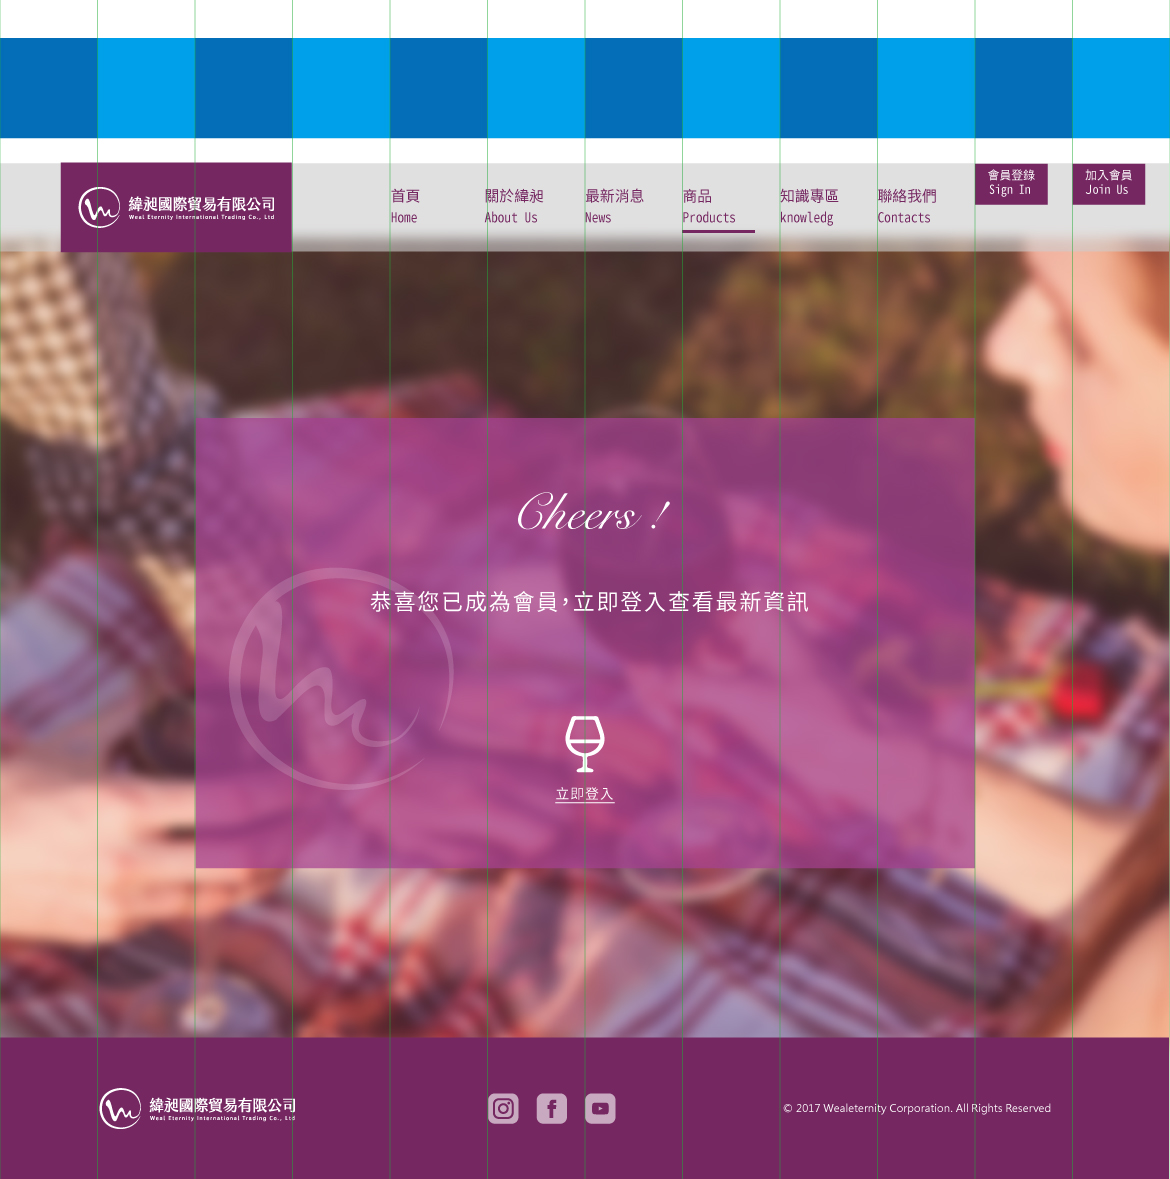 緯昶國際貿易有限公司
Weal Eternity International Trading Co., Ltd
首頁
Home
關於緯昶
About Us
最新消息
News
商品
Products
知識專區
knowledg
聯絡我們
Contacts
會員登錄
Sign In
加入會員
Join Us
Cheers !
恭喜您已成為會員，立即登入查看最新資訊
立即登入
緯昶國際貿易有限公司
Weal Eternity International Trading Co., Ltd
© 2017 Wealeternity Corporation. All Rights Reserved